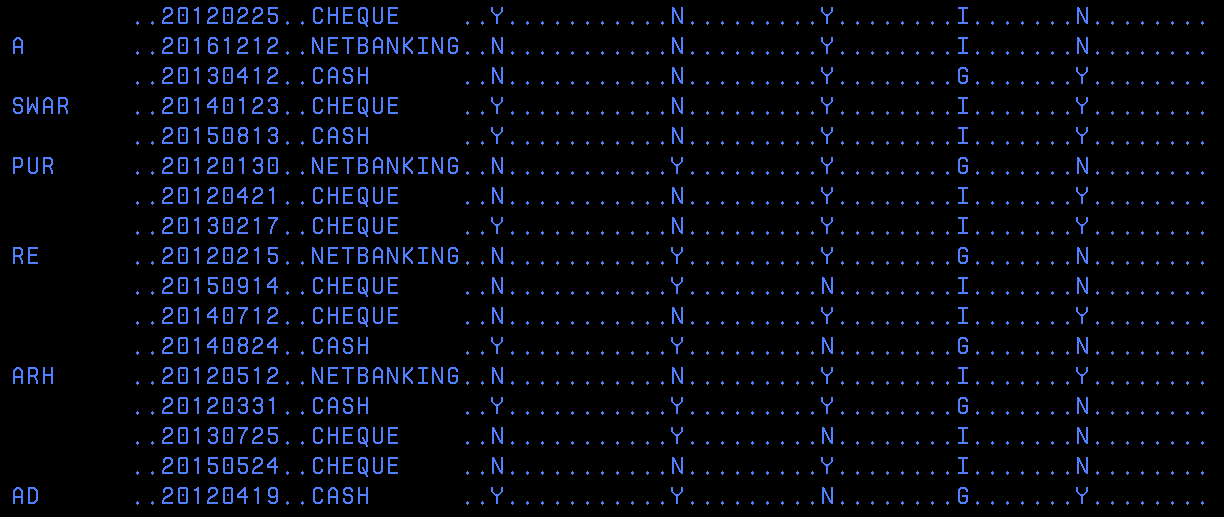 ..20120225..CHEQUE    ..Y...........N.........Y........I.......N........
A       ..20161212..NETBANKING..N...........N.........Y........I.......N........
        ..20130412..CASH      ..N...........N.........Y........G.......Y........
SWAR    ..20140123..CHEQUE    ..Y...........N.........Y........I.......Y........
        ..20150813..CASH      ..Y...........N.........Y........I.......Y........
PUR     ..20120130..NETBANKING..N...........Y.........Y........G.......N........
        ..20120421..CHEQUE    ..N...........N.........Y........I.......Y........
        ..20130217..CHEQUE    ..Y...........N.........Y........I.......Y........
RE      ..20120215..NETBANKING..N...........Y.........Y........G.......N........
        ..20150914..CHEQUE    ..N...........Y.........N........I.......N........
        ..20140712..CHEQUE    ..N...........N.........Y........I.......Y........
        ..20140824..CASH      ..Y...........Y.........N........G.......N........
ARH     ..20120512..NETBANKING..N...........N.........Y........I.......Y........
        ..20120331..CASH      ..Y...........Y.........Y........G.......N........
        ..20130725..CHEQUE    ..N...........Y.........N........I.......N........
        ..20150524..CHEQUE    ..N...........N.........Y........I.......N........
AD      ..20120419..CASH      ..Y...........Y.........N........G.......Y........